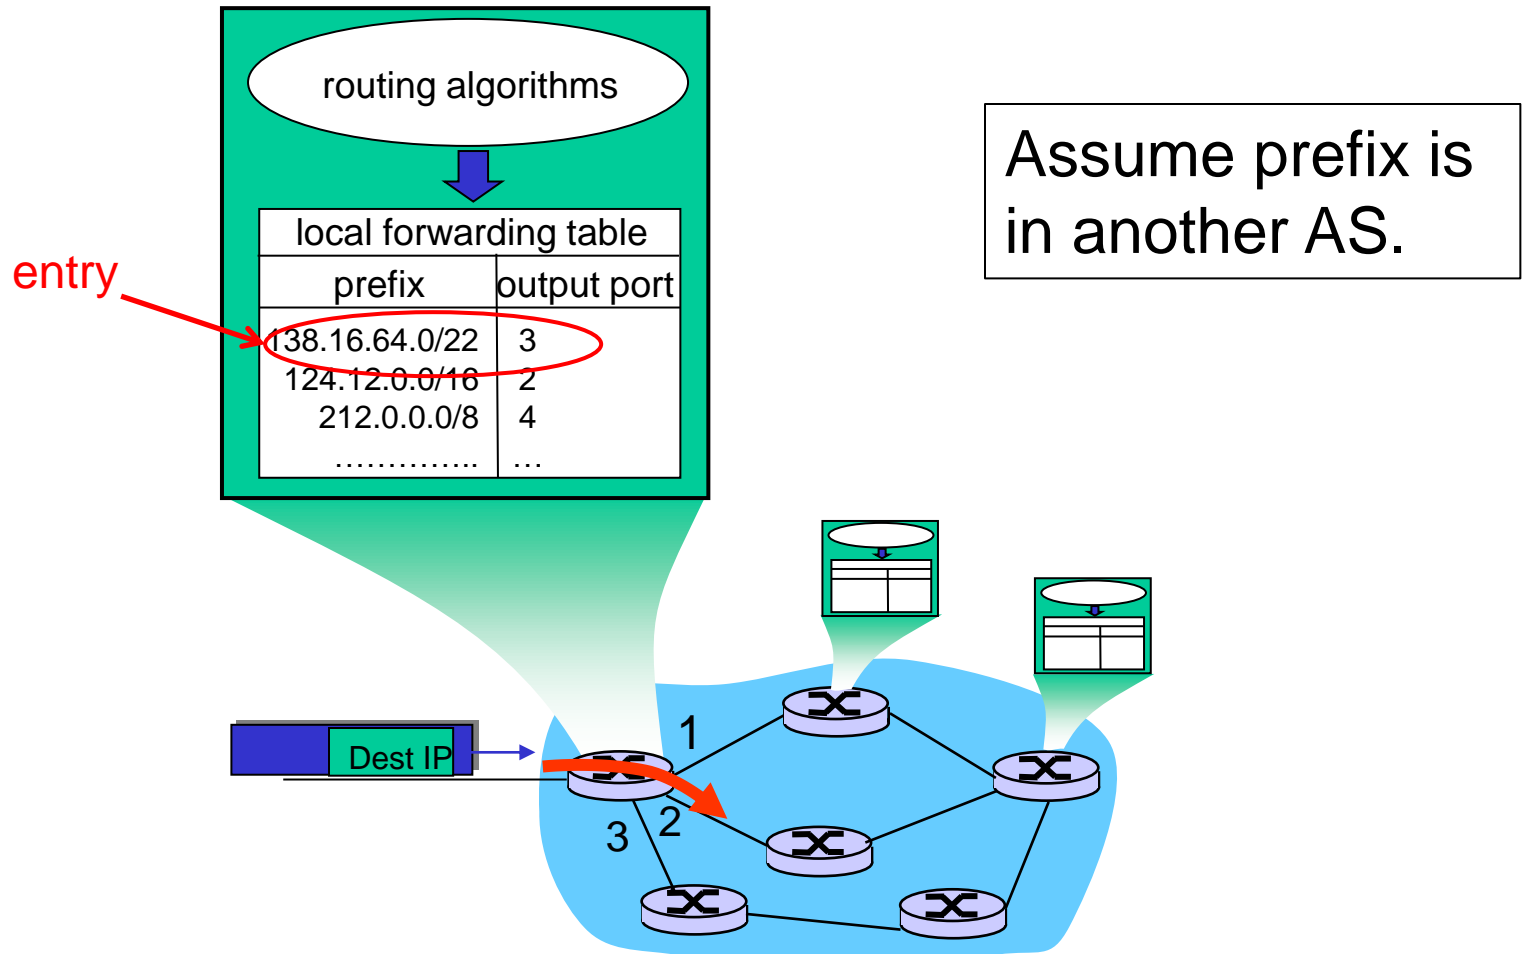 routing algorithms
Assume prefix is
in another AS.
local forwarding table
entry
prefix output port
138.16.64.0/22 3
124.12.0.0/16 2
212.0.0.0/8 4
………….. …
1
Dest IP
2
3